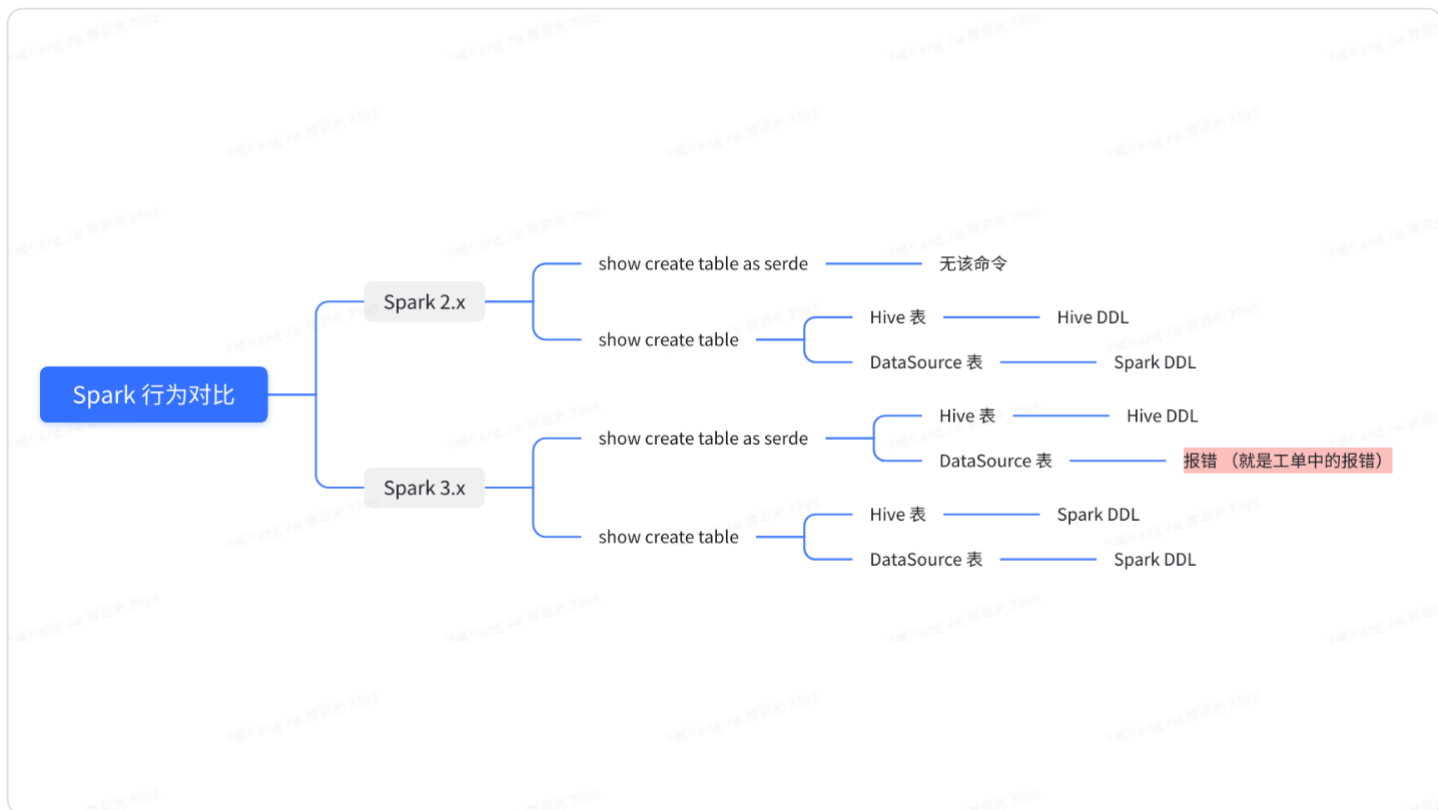 Spark 行为对比
Spark 2.x
show create table as serde
无该命令
show create table
Hive 表
Hive DDL
DataSource 表
Spark DDL
Spark 3.x
show create table as serde
Hive 表
Hive DDL
DataSource 表
报错 （就是工单中的报错）
show create table
Hive 表
Spark DDL
DataSource 表
Spark DDL